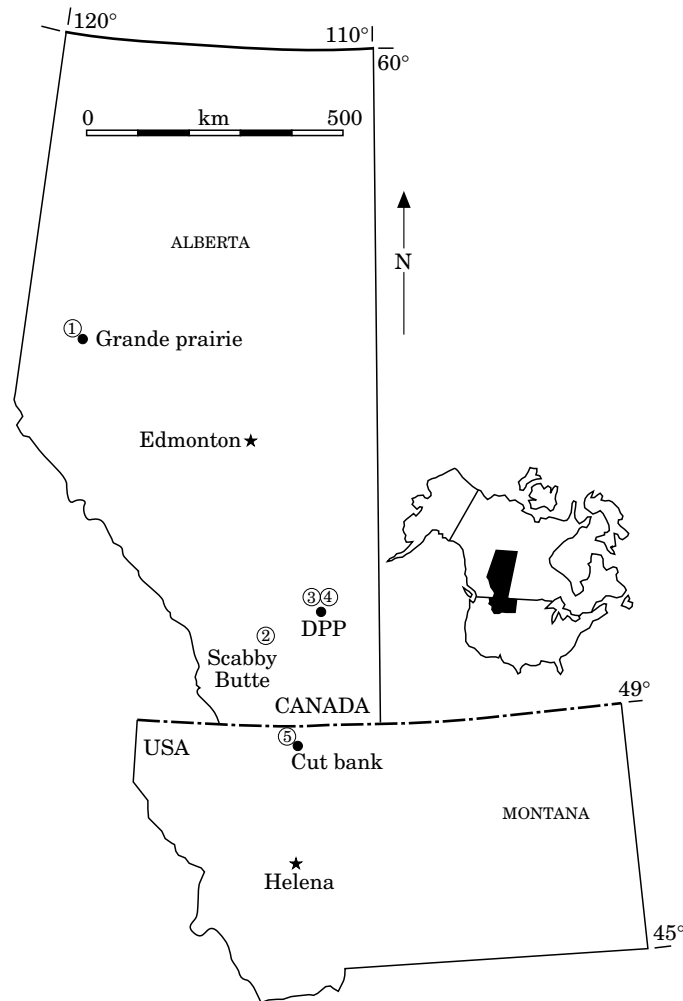 120°
110°
60°
0 km 500
ALBERTA
N
① Grande prairie
Edmonton
③④
DPP
②
Scabby
Butte
CANADA
49°
USA
⑤
Cut bank
MONTANA
Helena
45°